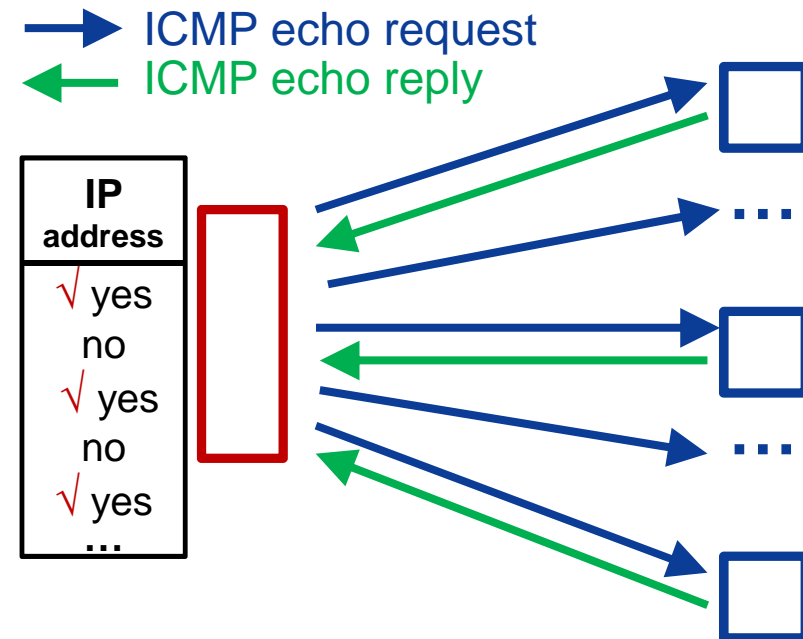 ICMP echo request
ICMP echo reply
IP
address
√ yes
no
√ yes
no
√ yes
...
...
...